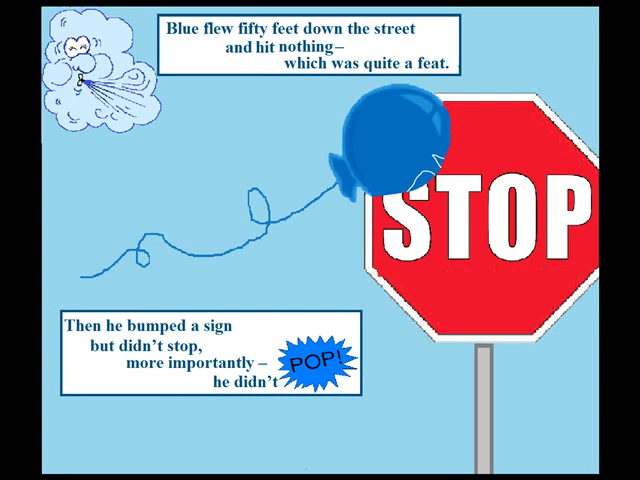 Blue flew fifty feet down the street
and hit nothing –
which was quite a feat.
STOP
Then he bumped a sign
but didn't stop,
more importantly –
he didn't POP!